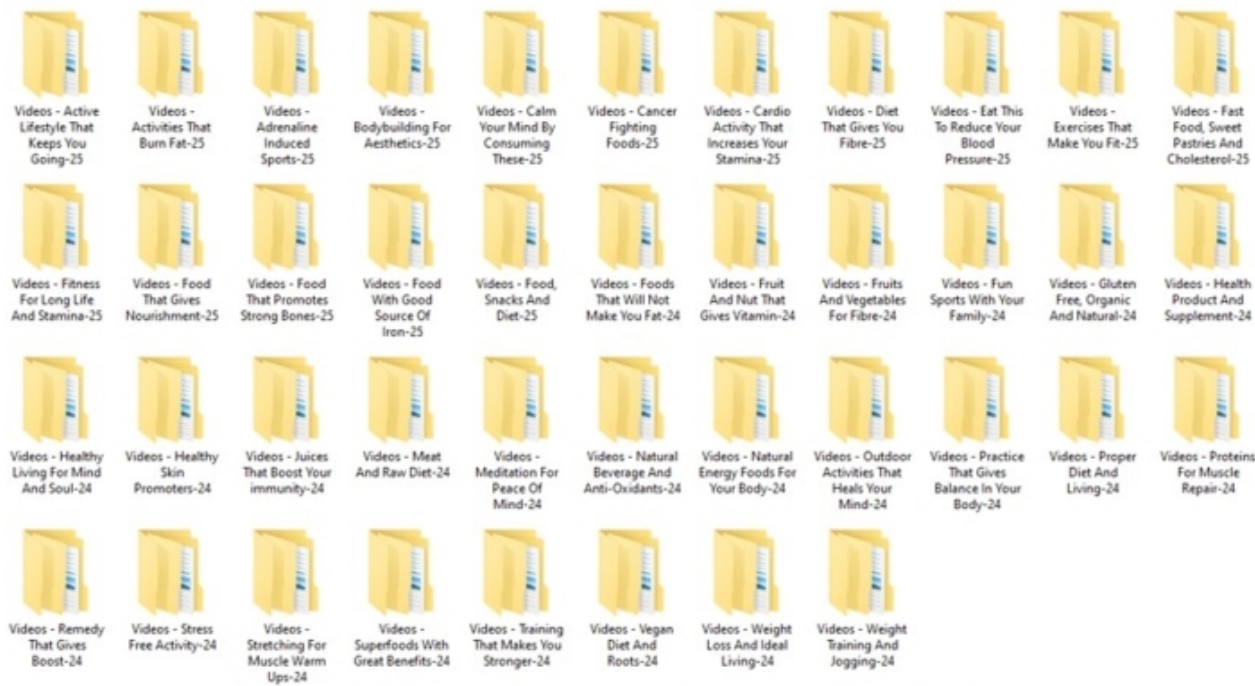 Videos - Active
Lifestyle That
Keeps You
Going-25
Videos -
Activities That
Burn Fat-25
Videos -
Adrenaline
Induced
Sports-25
Videos -
Bodybuilding For
Aesthetics-25
Videos - Calm
Your Mind By
Consuming
These-25
Videos - Cancer
Fighting
Foods-25
Videos - Cardio
Activity That
Increases Your
Stamina-25
Videos - Diet
That Gives You
Fibre-25
Videos - Eat This
To Reduce Your
Blood
Pressure-25
Videos -
Exercises That
Make You Fit-25
Videos - Fast
Food, Sweet
Pastries And
Cholesterol-25
Videos - Fitness
For Long Life
And Stamina-25
Videos - Food
That Gives
Nourishment-25
Videos - Food
That Promotes
Strong Bones-25
Videos - Food
With Good
Source Of
Iron-25
Videos - Food,
Snacks And
Diet-25
Videos - Foods
That Will Not
Make You Fat-24
Videos - Fruit
And Nut That
Gives Vitamin-24
Videos - Fruits
And Vegetables
For Fibre-24
Videos - Fun
Sports With Your
Family-24
Videos - Gluten
Free, Organic
And Natural-24
Videos - Health
Product And
Supplement-24
Videos - Healthy
Living For Mind
And Soul-24
Videos - Healthy
Skin
Promoters-24
Videos - Juices
That Boost Your
immunity-24
Videos - Meat
And Raw Diet-24
Videos -
Meditation For
Peace Of
Mind-24
Videos - Natural
Beverage And
Anti-Oxidants-24
Videos - Natural
Energy Foods For
Your Body-24
Videos - Outdoor
Activities That
Heals Your
Mind-24
Videos - Practice
That Gives
Balance In Your
Body-24
Videos - Proper
Diet And
Living-24
Videos - Proteins
For Muscle
Repair-24
Videos - Remedy
That Gives
Boost-24
Videos - Stress
Free Activity-24
Videos -
Stretching For
Muscle Warm
Ups-24
Videos -
Superfoods With
Great Benefits-24
Videos - Training
That Makes You
Stronger-24
Videos - Vegan
Diet And
Roots-24
Videos - Weight
Loss And Ideal
Living-24
Videos - Weight
Training And
Jogging-24